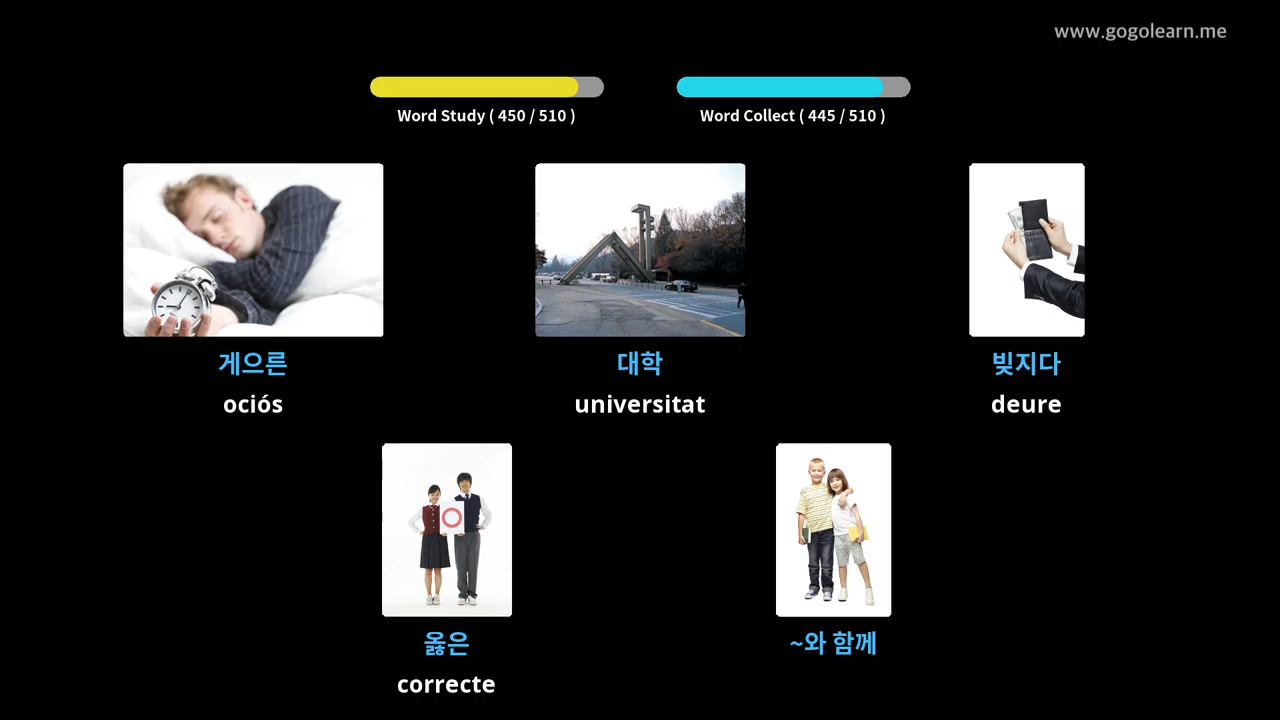 www.gogolearn.me
Word Study ( 450 / 510 )
Word Collect ( 445 / 510 )
게으른
ociós
대학
universitat
빚지다
deure
옳은
correcte
~와 함께